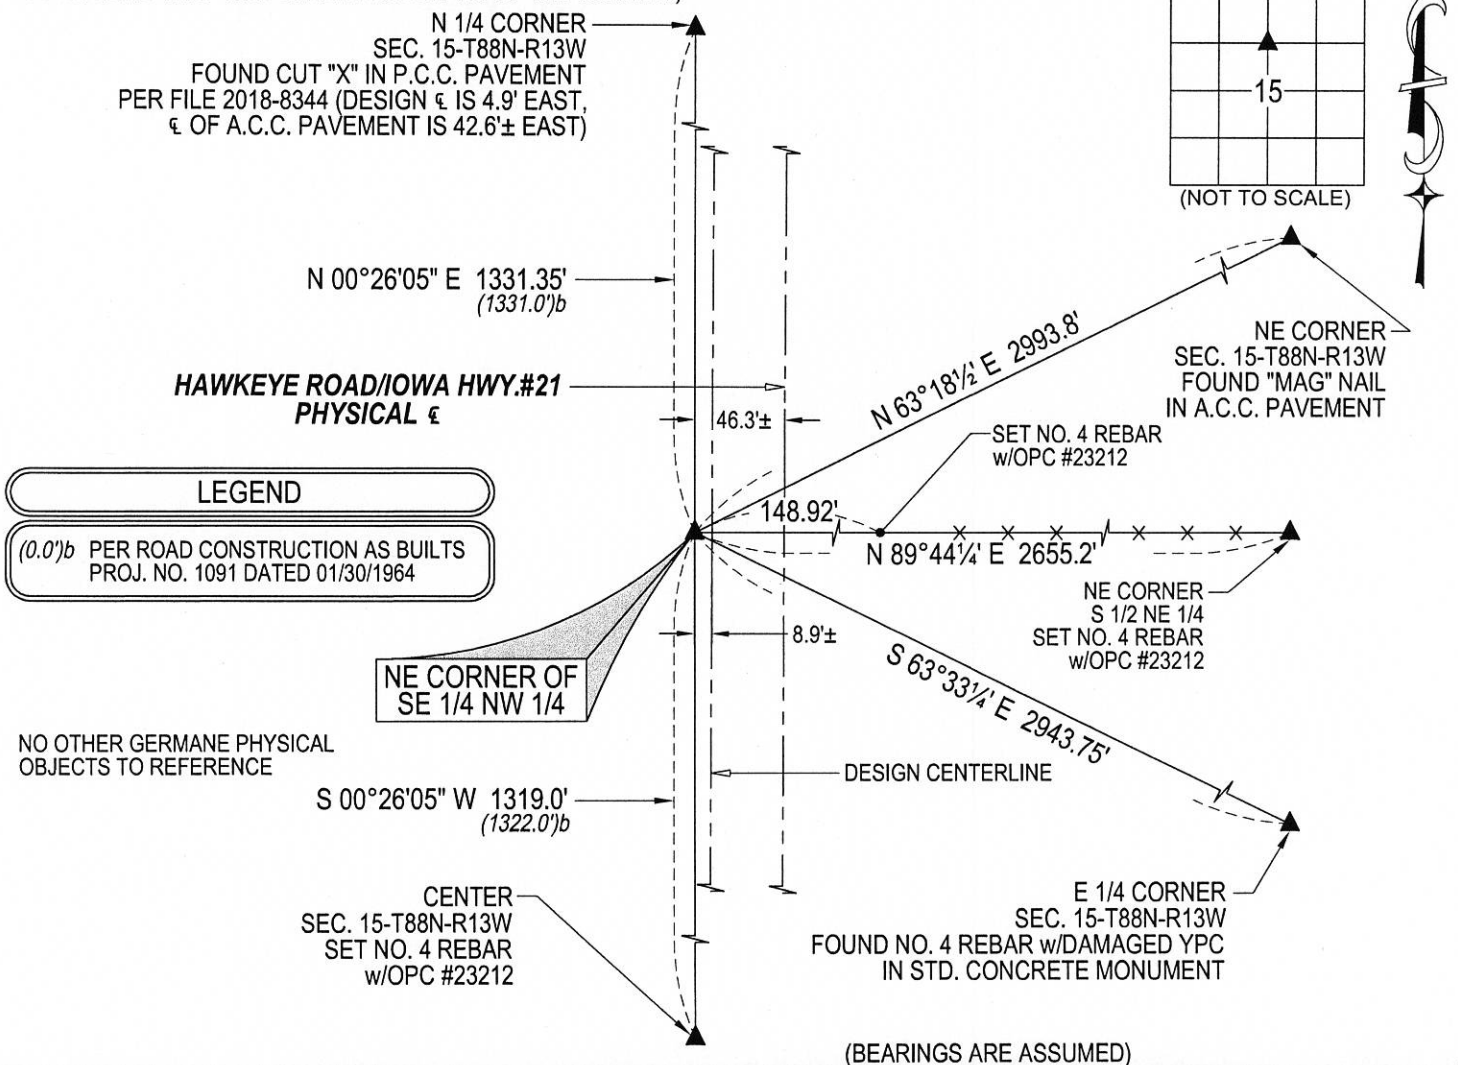 N 1/4 CORNER
SEC. 15-T88N-R13W
FOUND CUT "X" IN P.C.C. PAVEMENT
PER FILE 2018-8344 (DESIGN ℄ IS 4.9' EAST,
℄ OF A.C.C. PAVEMENT IS 42.6'± EAST)
15
(NOT TO SCALE)
N 00°26'05" E 1331.35'
(1331.0')b
HAWKEYE ROAD/IOWA HWY.#21
PHYSICAL ℄
46.3'±
N 63°18½' E 2993.8'
NE CORNER
SEC. 15-T88N-R13W
FOUND "MAG" NAIL
IN A.C.C. PAVEMENT
SET NO. 4 REBAR
w/OPC #23212
LEGEND
(0.0')b PER ROAD CONSTRUCTION AS BUILTS
PROJ. NO. 1091 DATED 01/30/1964
148.92'
N 89°44¼' E 2655.2'
NE CORNER
S 1/2 NE 1/4
SET NO. 4 REBAR
w/OPC #23212
8.9'±
S 63°33¼' E 2943.75'
NE CORNER OF
SE 1/4 NW 1/4
NO OTHER GERMANE PHYSICAL
OBJECTS TO REFERENCE
DESIGN CENTERLINE
S 00°26'05" W 1319.0'
(1322.0')b
CENTER
SEC. 15-T88N-R13W
SET NO. 4 REBAR
w/OPC #23212
E 1/4 CORNER
SEC. 15-T88N-R13W
FOUND NO. 4 REBAR w/DAMAGED YPC
IN STD. CONCRETE MONUMENT
(BEARINGS ARE ASSUMED)